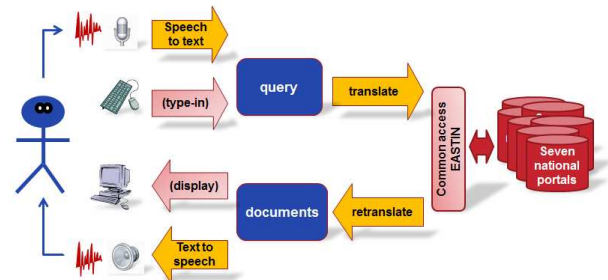 Speech
to text
(type-in)
query
translate
Common access
EASTIN
Seven
national
portals
(display)
documents
retranslate
Text to
speech